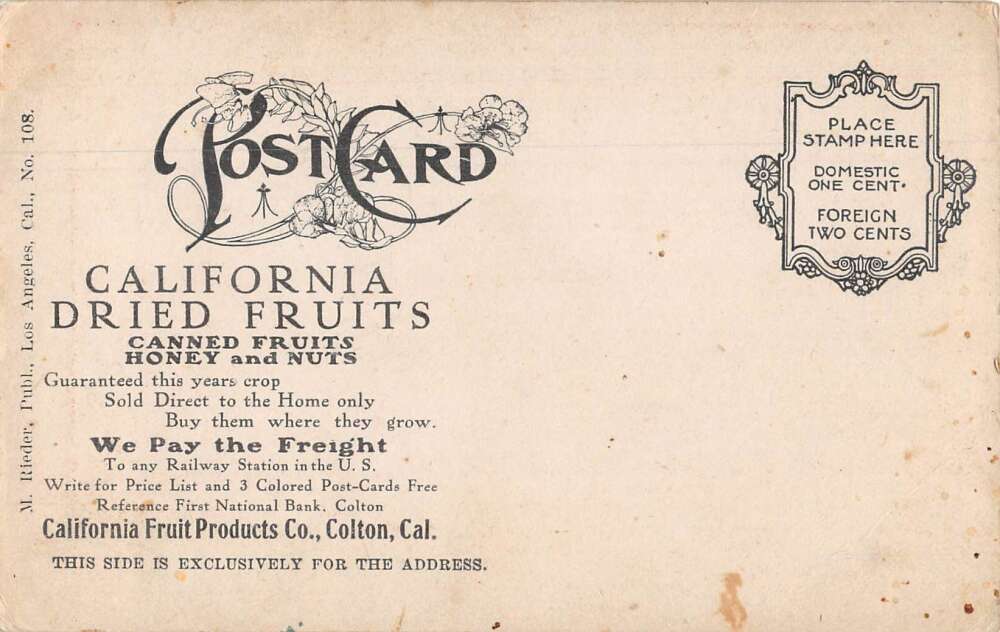 POST CARD
PLACE
STAMP HERE
DOMESTIC
ONE CENT.
FOREIGN
TWO CENTS
CALIFORNIA
DRIED FRUITS
CANNED FRUITS
HONEY and NUTS
Guaranteed this years crop
Sold Direct to the Home only
Buy them where they grow.
We Pay the Freight
To any Railway Station in the U. S.
Write for Price List and 3 Colored Post-Cards Free
Reference First National Bank, Colton
California Fruit Products Co., Colton, Cal.
THIS SIDE IS EXCLUSIVELY FOR THE ADDRESS.
M. Rieder, Publ., Los Angeles, Cal., No. 108.